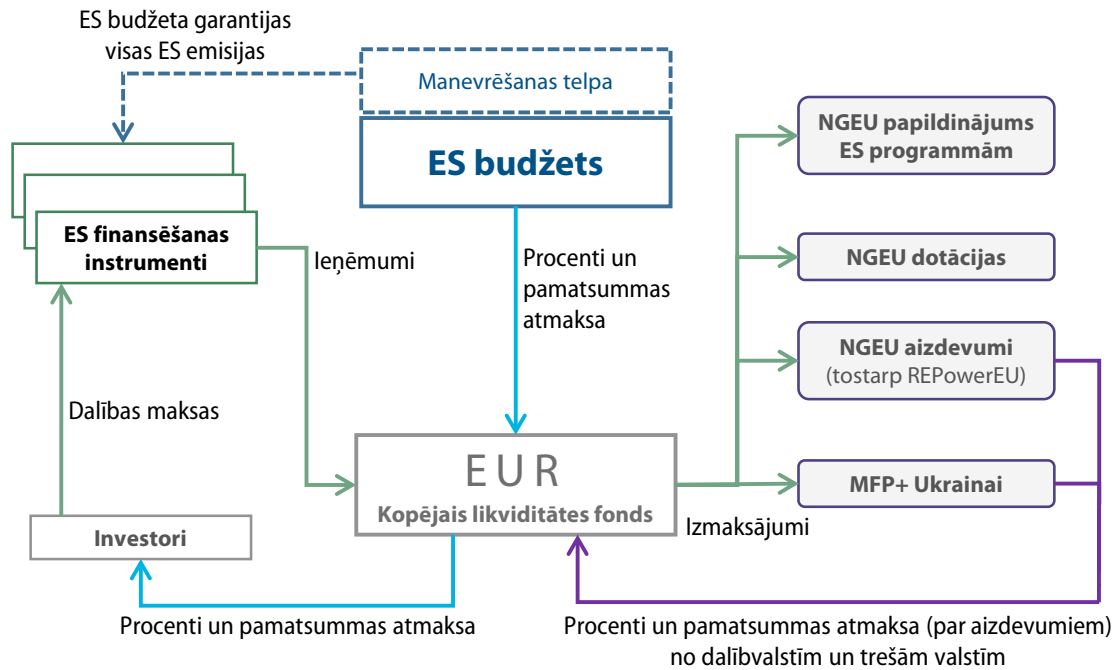 ES budžeta garantijas
visas ES emisijas
Manevrēšanas telpa
ES budžets
NGEU papildinājums
ES programmām
ES finansēšanas
instrumenti
Ieņēmumi
Procenti un
pamatsummas
atmaksa
NGEU dotācijas
NGEU aizdevumi
(tostarp REPowerEU)
Dalības maksas
EUR
Kopējais likviditātes fonds
MFP+ Ukrainai
Izmaksājumi
Investori
Procenti un pamatsummas atmaksa
Procenti un pamatsummas atmaksa (par aizdevumiem)
no dalībvalstīm un trešām valstīm